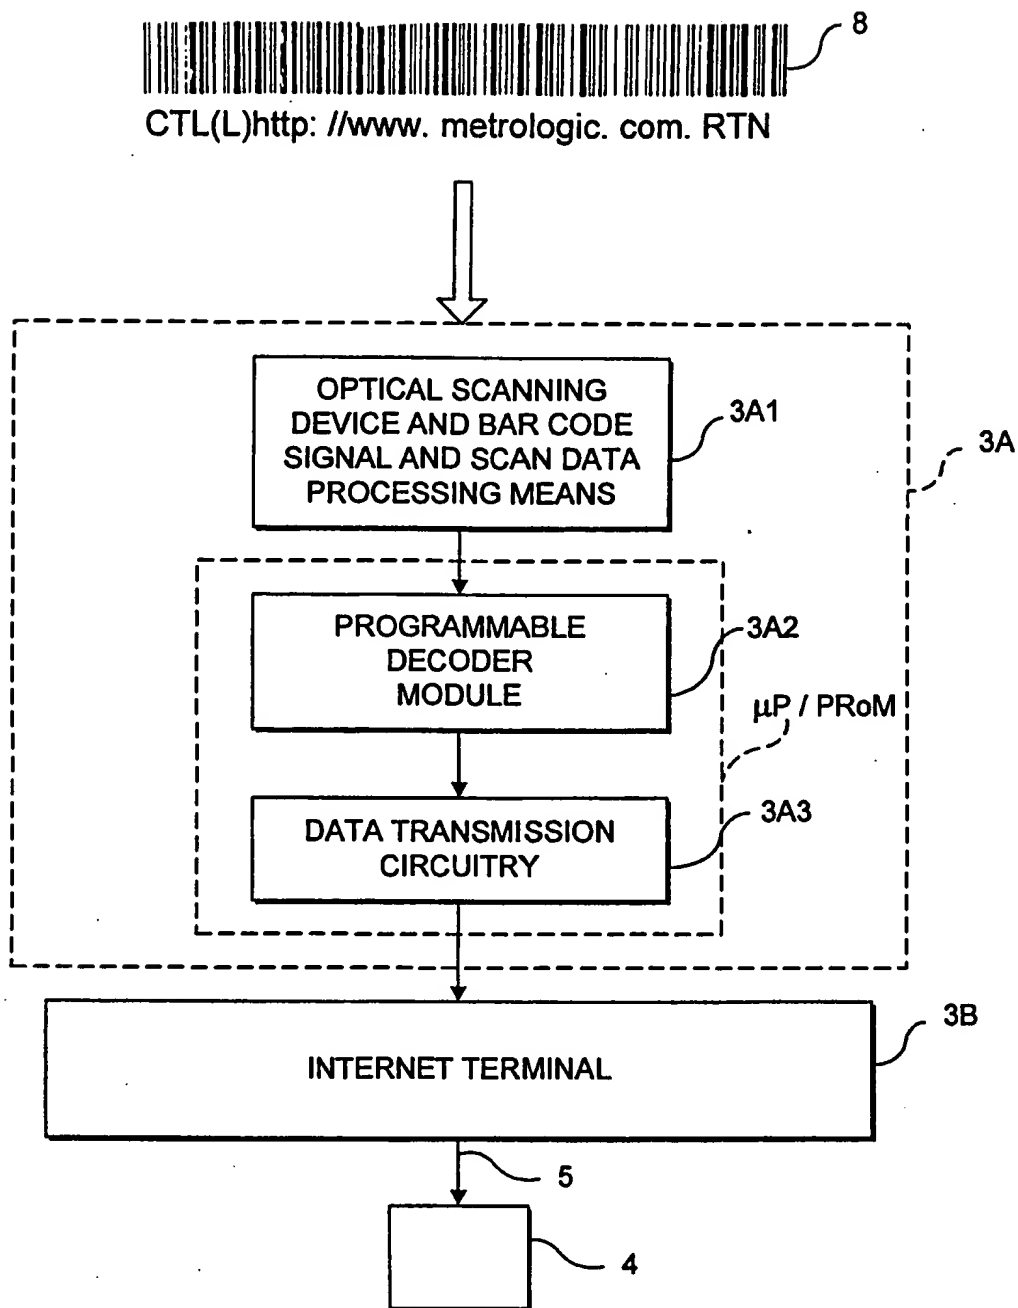 8
CTL(L)http: //www. metrologic. com. RTN
OPTICAL SCANNING
DEVICE AND BAR CODE
SIGNAL AND SCAN DATA
PROCESSING MEANS
3A1
3A
PROGRAMMABLE
DECODER
MODULE
3A2
μP / PRoM
DATA TRANSMISSION
CIRCUITRY
3A3
INTERNET TERMINAL
3B
5
4